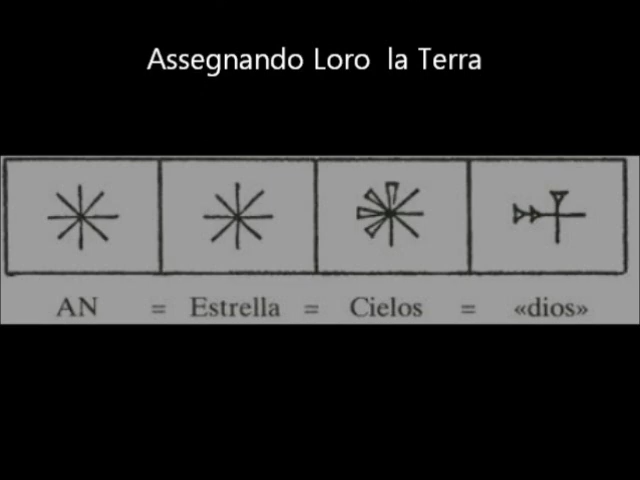 Assegnando Loro la Terra
AN = Estrella = Cielos = «dios»